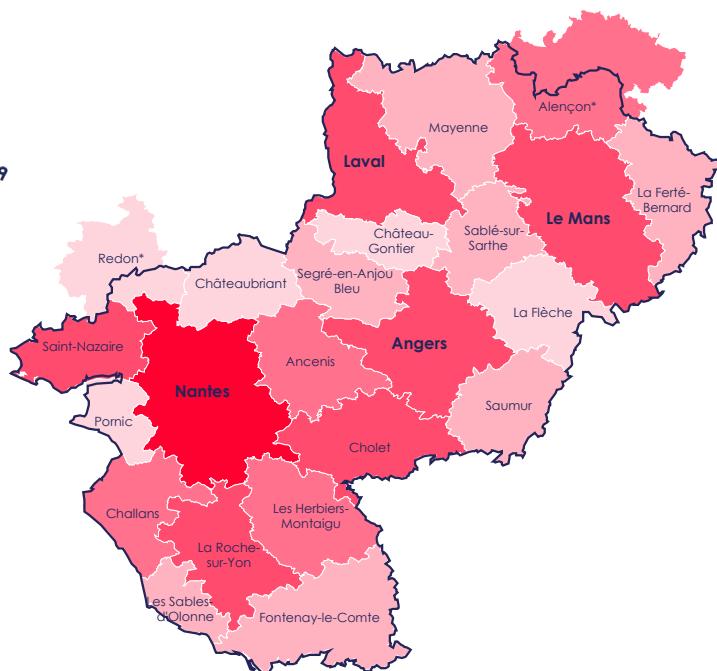 Alençon*
Mayenne
Laval
9
La Ferté-
Bernard
Le Mans
Château-
Gontier
Sablé-sur-
Sarthe
Redon*
Châteaubriant
Segré-en-Anjou
Bleu
La Flèche
Saint-Nazaire
Angers
Ancenis
Nantes
Saumur
Pornic
Cholet
Challans
Les Herbiers-
Montaigu
La Roche-
sur-Yon
Les Sables-
d'Olonne
Fontenay-le-Comte